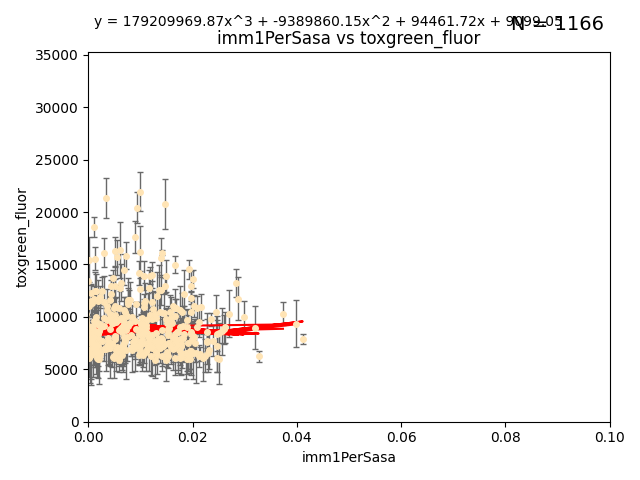 y = 179209969.87x^3 + -9389860.15x^2 + 94461.72x + 9099.05
N = 1166
imm1PerSasa vs toxgreen_fluor
35000
30000
25000
20000
15000
10000
5000
0
toxgreen_fluor
0.00 0.02 0.04 0.06 0.08 0.10
imm1PerSasa